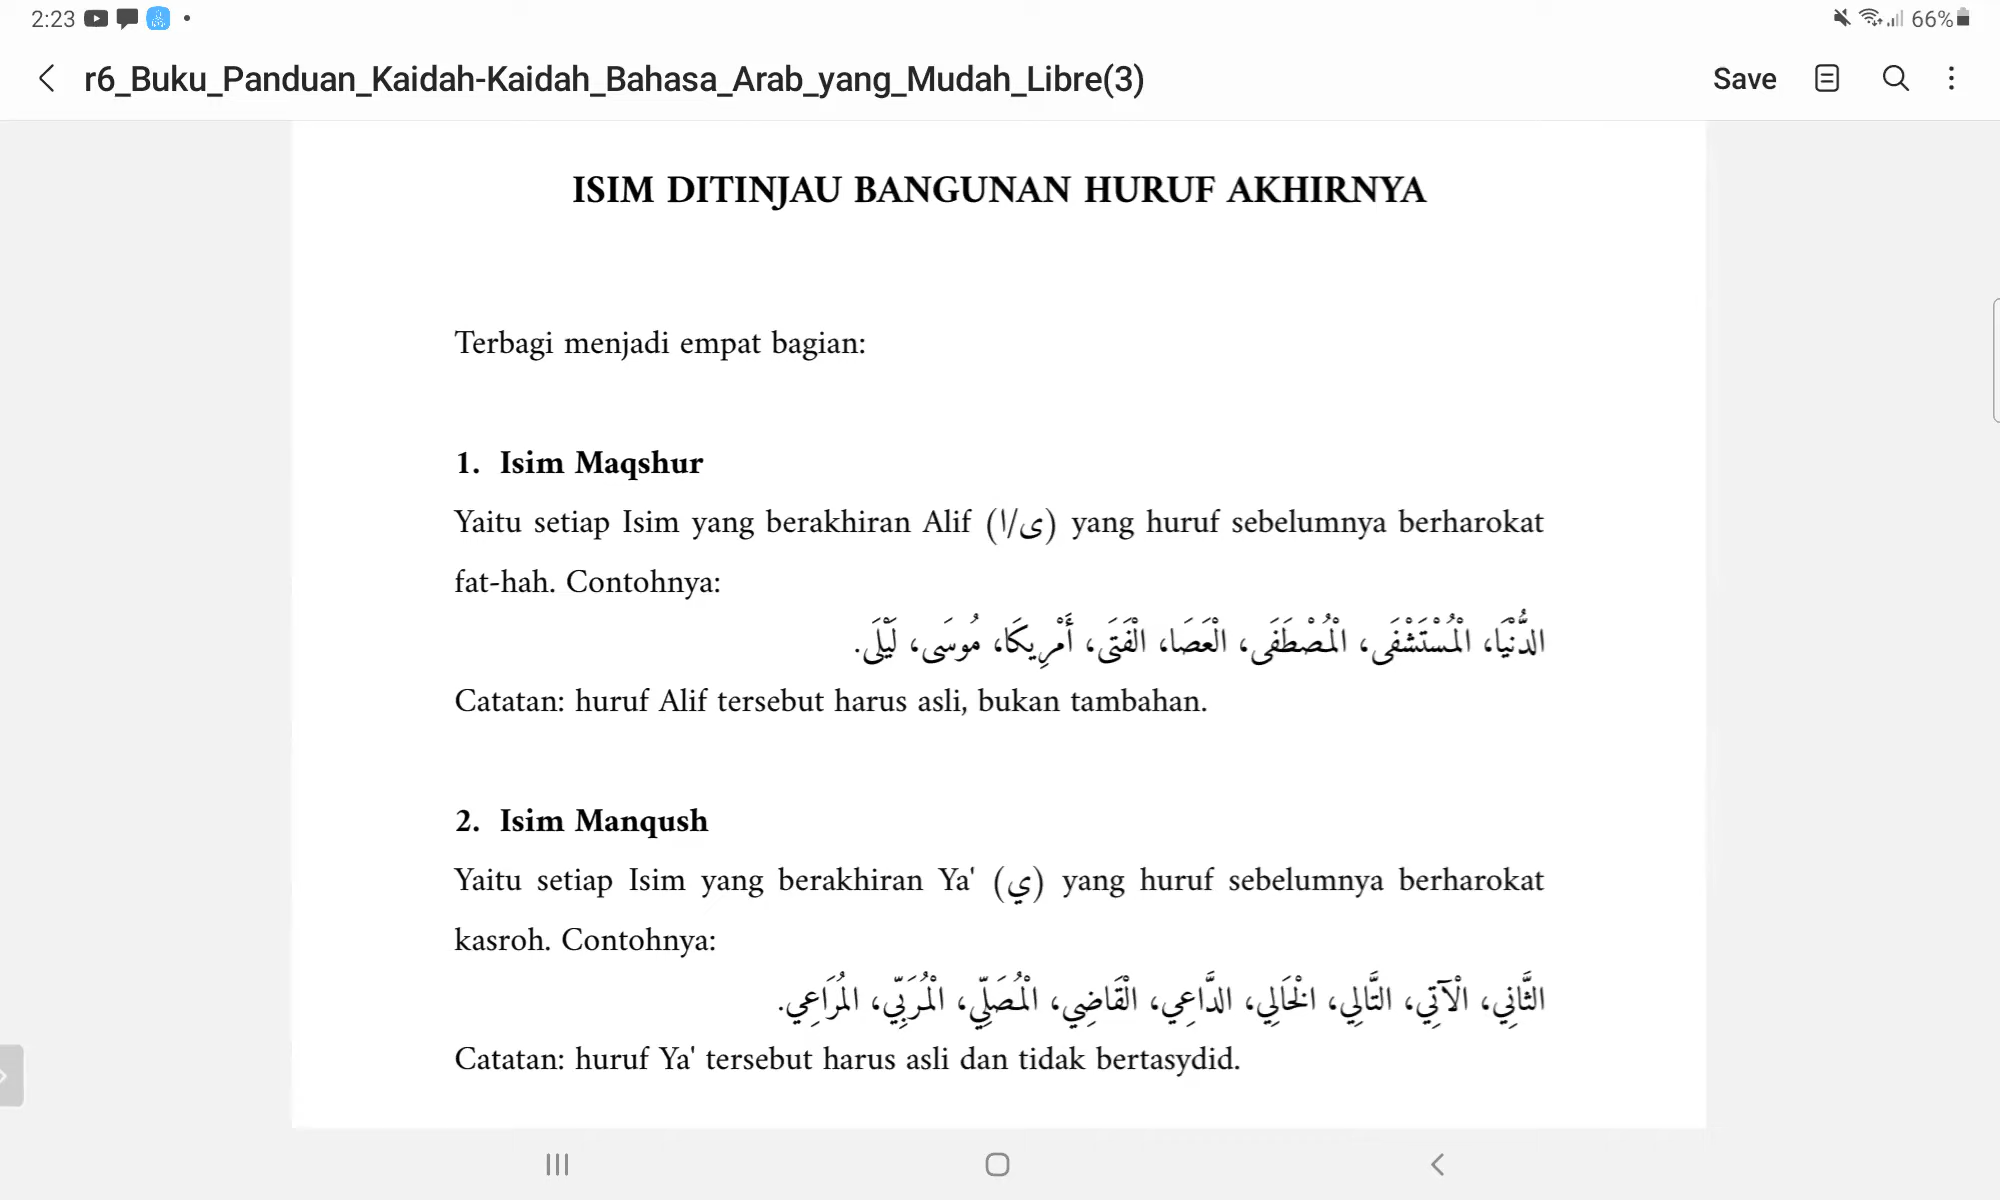 2:23
66%
r6_Buku_Panduan_Kaidah-Kaidah_Bahasa_Arab_yang_Mudah_Libre(3)
Save
ISIM DITINJAU BANGUNAN HURUF AKHIRNYA
Terbagi menjadi empat bagian:
1. Isim Maqshur
Yaitu setiap Isim yang berakhiran Alif (ى/ا) yang huruf sebelumnya berharokat
fat-hah. Contohnya:
الدُّنْيَا، الْمُسْتَشْفَى، الْمُصْطَفَى، الْعَصَا، الْفَتَى، أَمْرِيكَا، مُوسَى، لَيْلَى.
Catatan: huruf Alif tersebut harus asli, bukan tambahan.
2. Isim Manqush
Yaitu setiap Isim yang berakhiran Ya' (ي) yang huruf sebelumnya berharokat
kasroh. Contohnya:
الثَّانِي، الْآتِي، التَّالِي، الْخَالِي، الدَّاعِي، الْقَاضِي، الْمُصَلِّي، الْمُرَبِّي، المُرَاعِي.
Catatan: huruf Ya' tersebut harus asli dan tidak bertasydid.